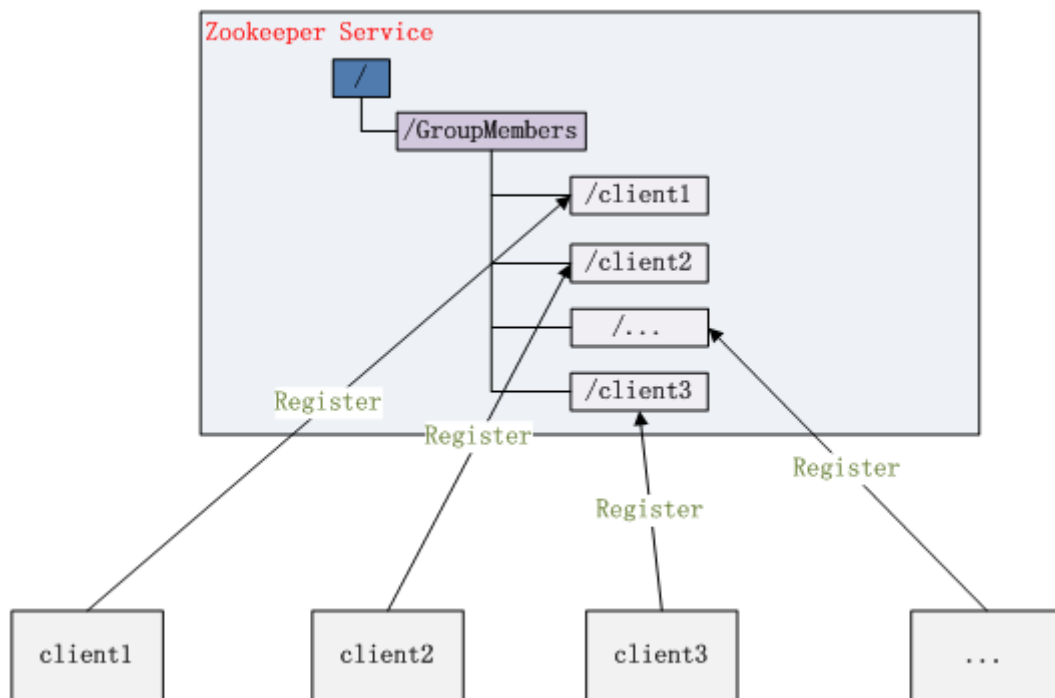 Zookeeper Service
/
/GroupMembers
/client1
/client2
/...
/client3
Register
Register
Register
Register
client1
client2
client3
...